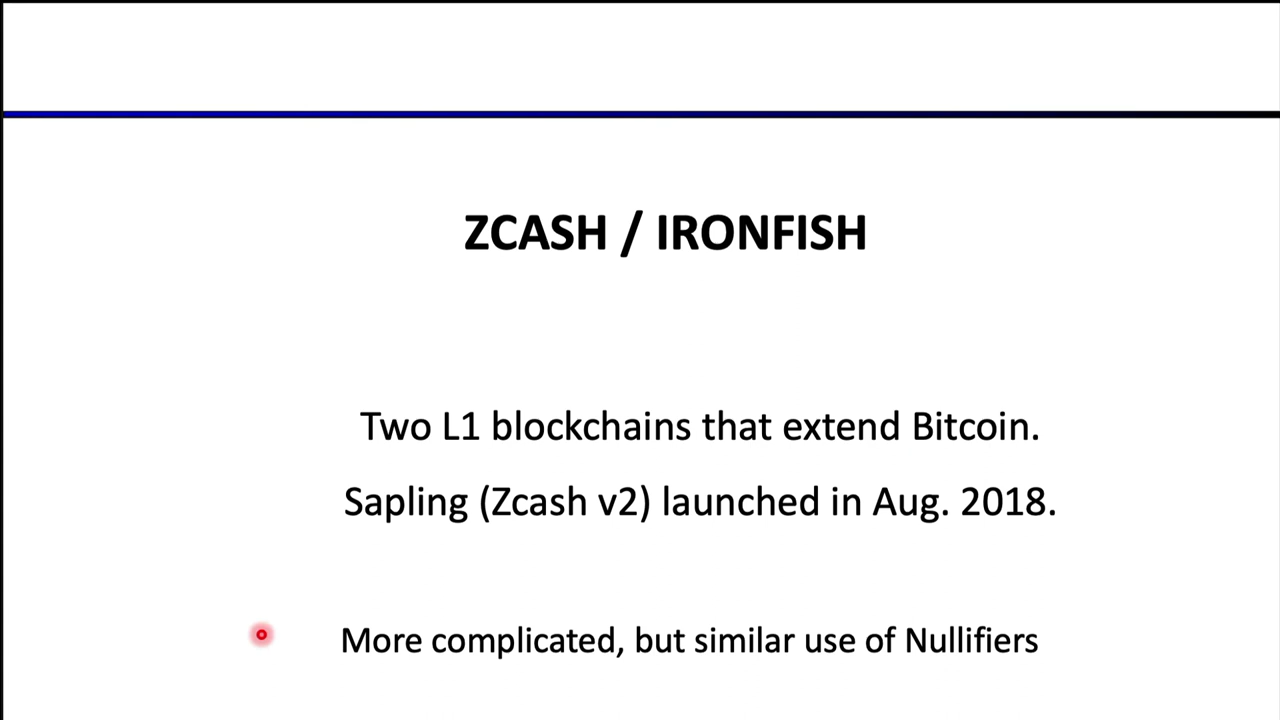 ZCASH / IRONFISH
Two L1 blockchains that extend Bitcoin.
Sapling (Zcash v2) launched in Aug. 2018.
More complicated, but similar use of Nullifiers